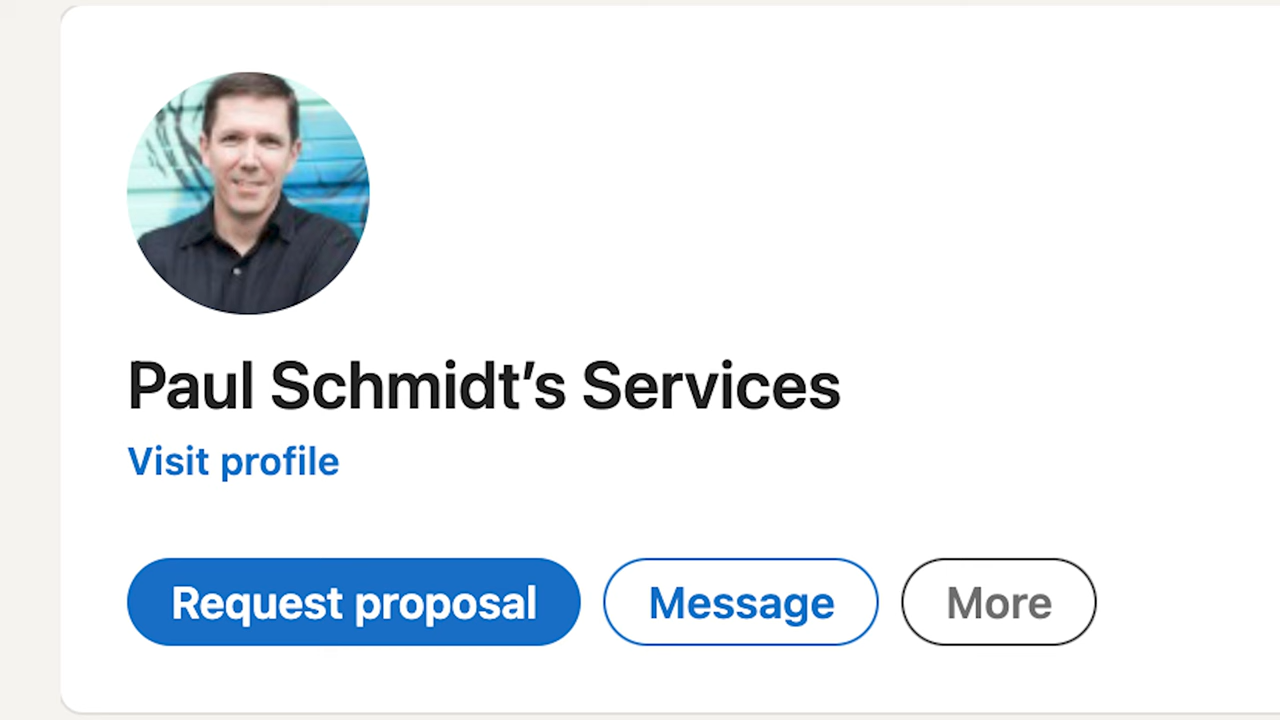 Paul Schmidt’s Services
Visit profile
Request proposal Message More